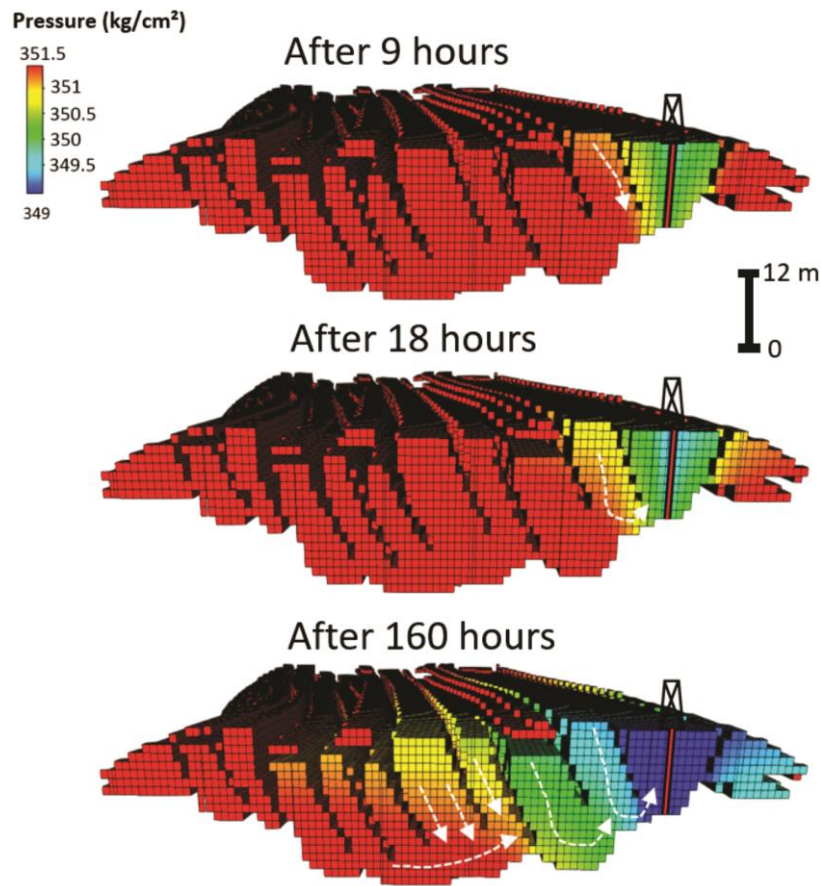 Pressure (kg/cm²)
351.5
351
350.5
350
349.5
349
After 9 hours
12 m
0
After 18 hours
After 160 hours